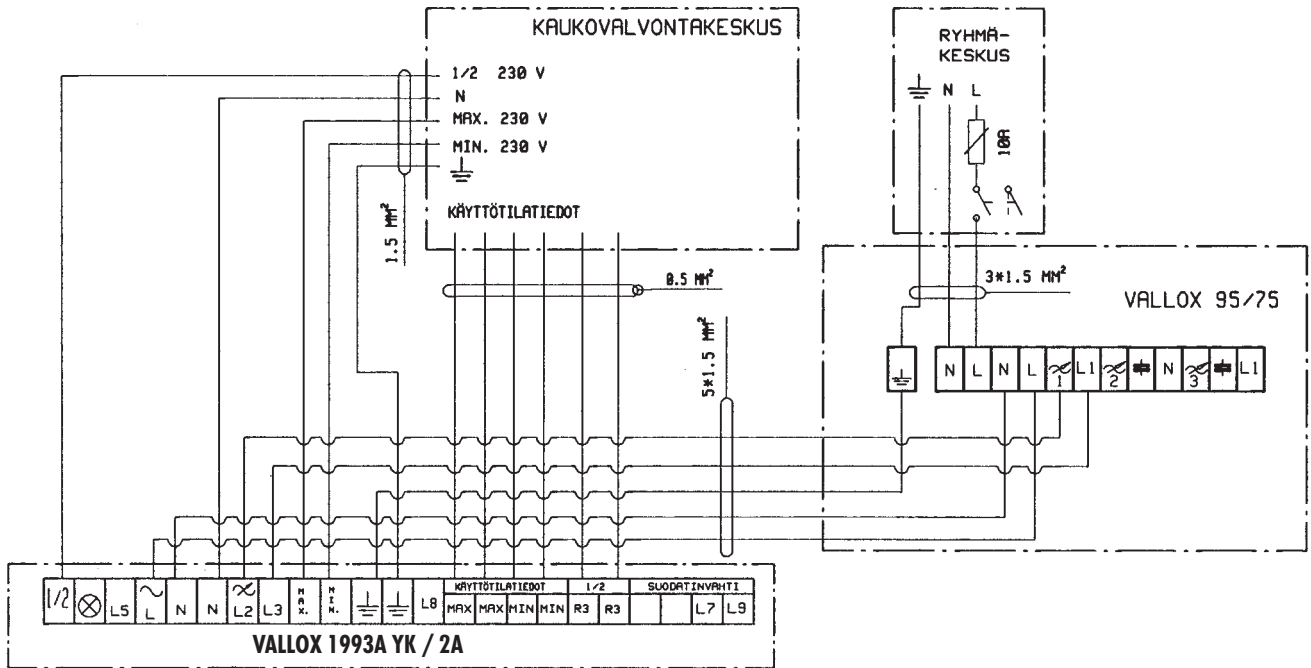 KAUKOVALVONTAKESKUS
1/2 230 V
N
MAX. 230 V
MIN. 230 V
KÄYTTÖTILATIEDOT
1.5 MM²
0.5 MM²
5*1.5 MM²
RYHMÄ-
KESKUS
N L
10A
3*1.5 MM²
VALLOX 95/75
N L N L 1 L1 2 N 3 L1
KÄYTTÖTILATIEDOT 1/2 SUODATINVAHTI
1/2 L5 L N N L2 L3 MAX. MIN. L8 MAX MAX MIN MIN R3 R3 L7 L9
VALLOX 1993A YK / 2A